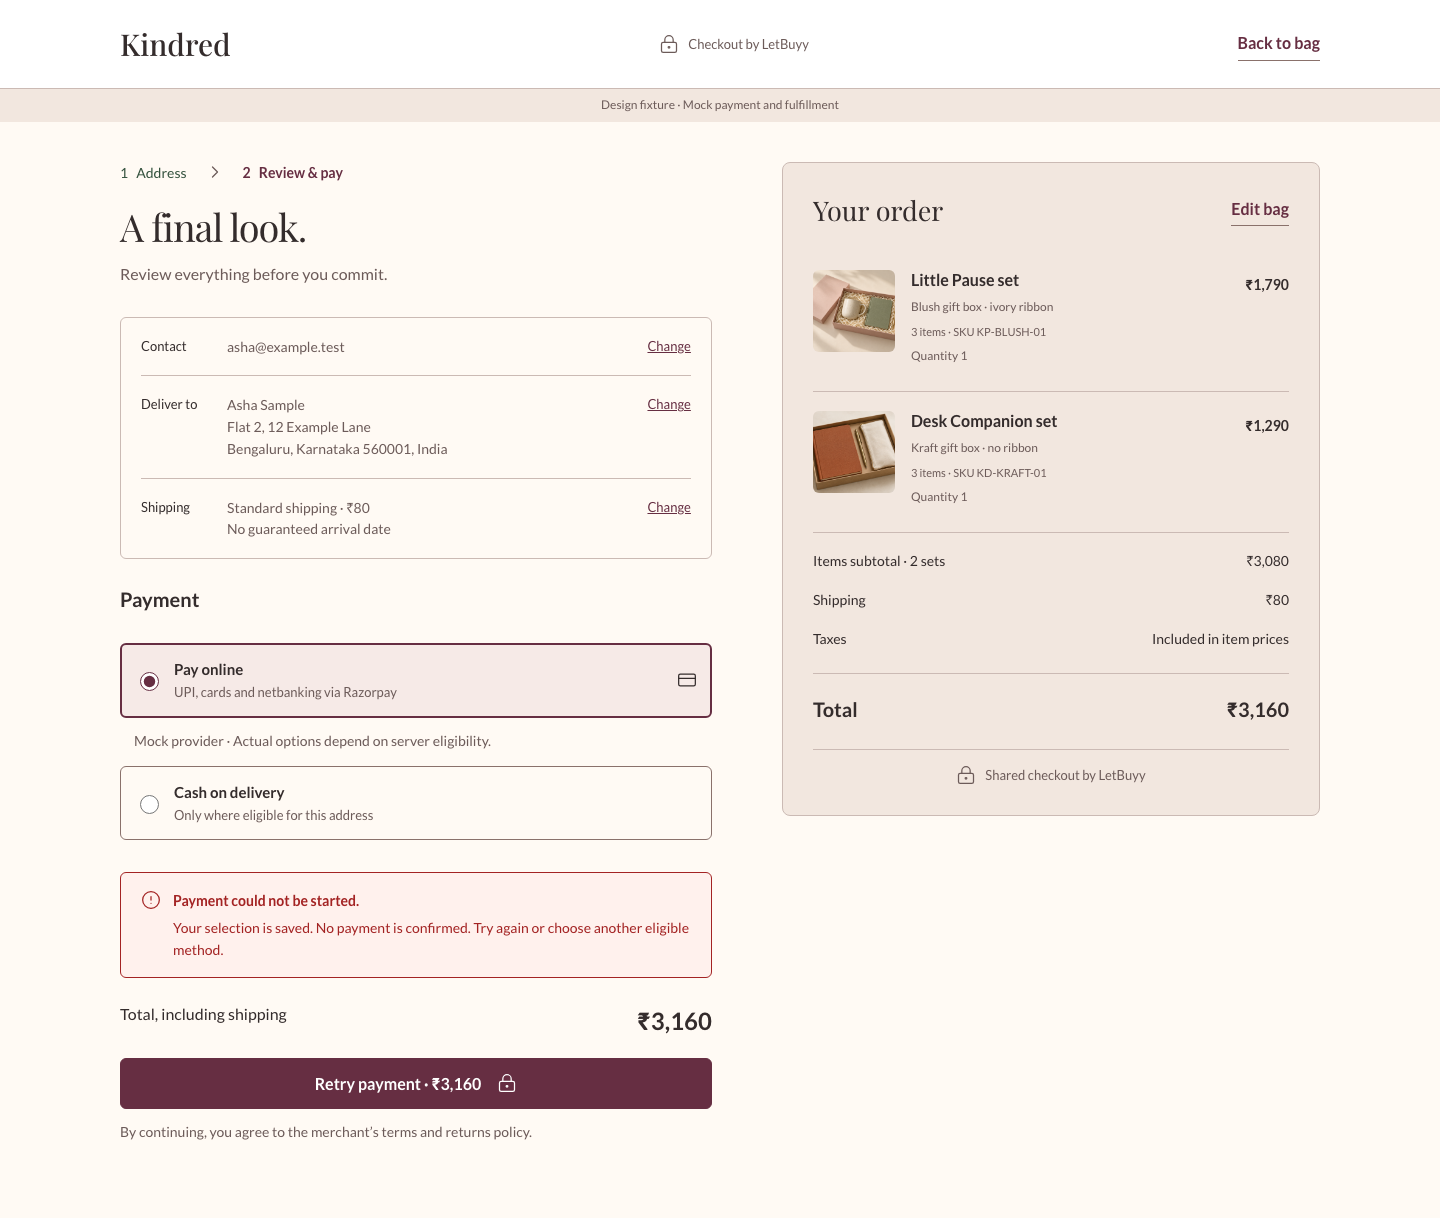 Kindred
Checkout by LetBuyy
Back to bag
Design fixture · Mock payment and fulfillment
1 Address
2 Review & pay
A final look.
Review everything before you commit.
Contact
asha@example.test
Change
Deliver to
Asha Sample
Flat 2, 12 Example Lane
Bengaluru, Karnataka 560001, India
Change
Shipping
Standard shipping · ₹80
No guaranteed arrival date
Change
Payment
Pay online
UPI, cards and netbanking via Razorpay
Mock provider · Actual options depend on server eligibility.
Cash on delivery
Only where eligible for this address
Payment could not be started.
Your selection is saved. No payment is confirmed. Try again or choose another eligible
method.
Total, including shipping
₹3,160
Retry payment · ₹3,160
By continuing, you agree to the merchant’s terms and returns policy.
Your order
Edit bag
Little Pause set
₹1,790
Blush gift box · ivory ribbon
3 items · SKU KP-BLUSH-01
Quantity 1
Desk Companion set
₹1,290
Kraft gift box · no ribbon
3 items · SKU KD-KRAFT-01
Quantity 1
Items subtotal · 2 sets
₹3,080
Shipping
₹80
Taxes
Included in item prices
Total
₹3,160
Shared checkout by LetBuyy